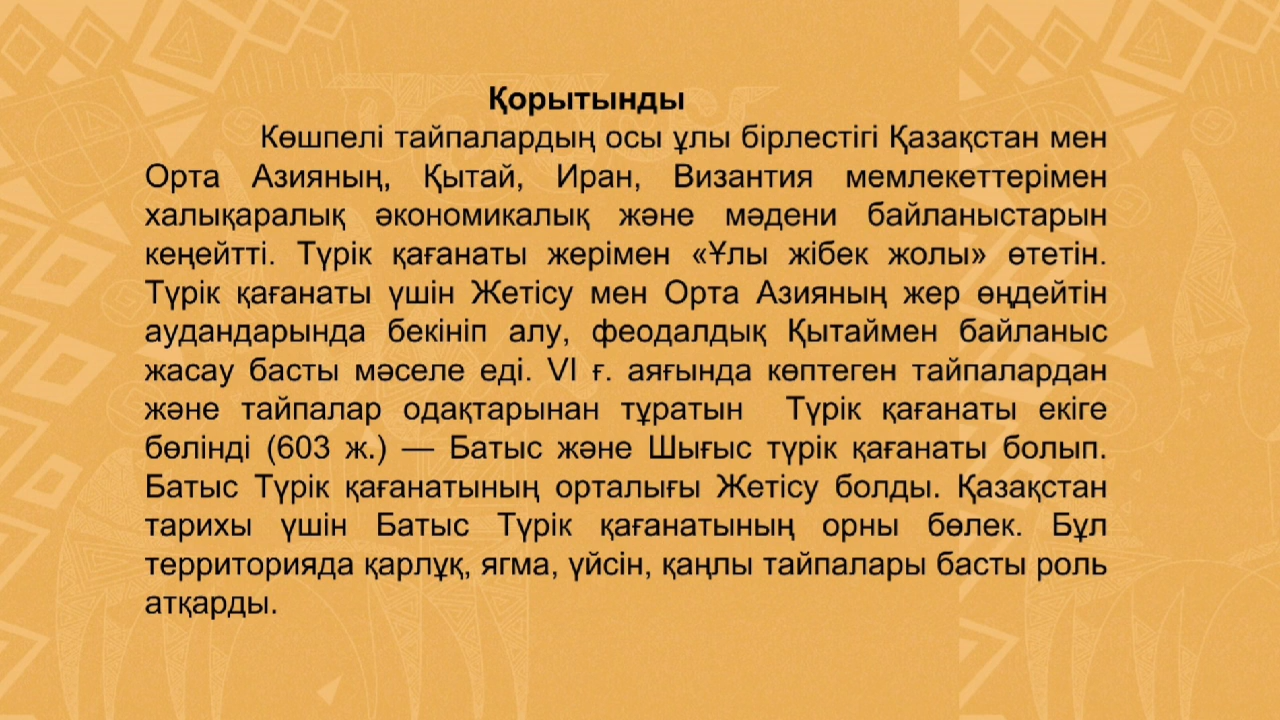 Қорытынды
Көшпелі тайпалардың осы ұлы бірлестігі Қазақстан мен
Орта Азияның, Қытай, Иран, Византия мемлекеттерімен
халықаралық әкономикалық және мәдени байланыстарын
кеңейтті. Түрік қағанаты жерімен «Ұлы жібек жолы» өтетін.
Түрік қағанаты үшін Жетісу мен Орта Азияның жер өңдейтін
аудандарында бекініп алу, феодалдық Қытаймен байланыс
жасау басты мәселе еді. VI ғ. аяғында көптеген тайпалардан
және тайпалар одақтарынан тұратын Түрік қағанаты екіге
бөлінді (603 ж.) — Батыс және Шығыс түрік қағанаты болып.
Батыс Түрік қағанатының орталығы Жетісу болды. Қазақстан
тарихы үшін Батыс Түрік қағанатының орны бөлек. Бұл
территорияда қарлұқ, ягма, үйсін, қаңлы тайпалары басты роль
атқарды.